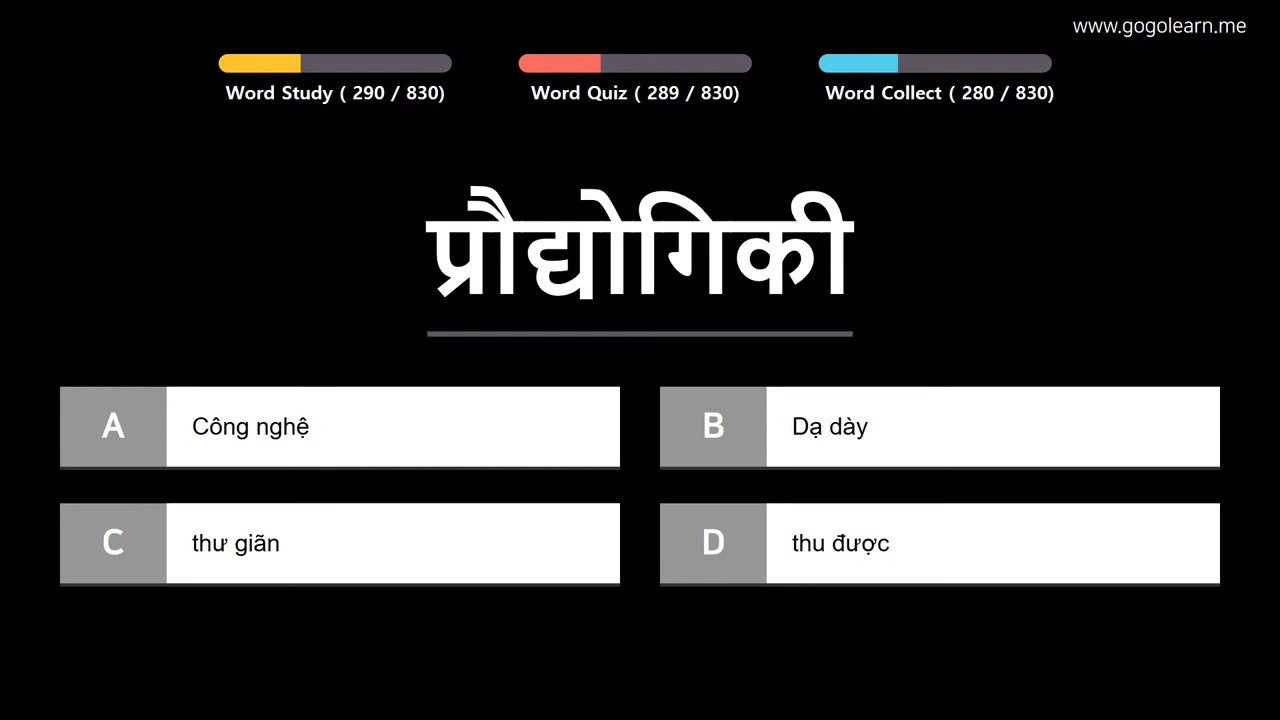 www.gogolearn.me
Word Study ( 290 / 830)
Word Quiz ( 289 / 830)
Word Collect ( 280 / 830)
प्रौद्योगिकी
A
Công nghệ
B
Dạ dày
C
thư giãn
D
thu được